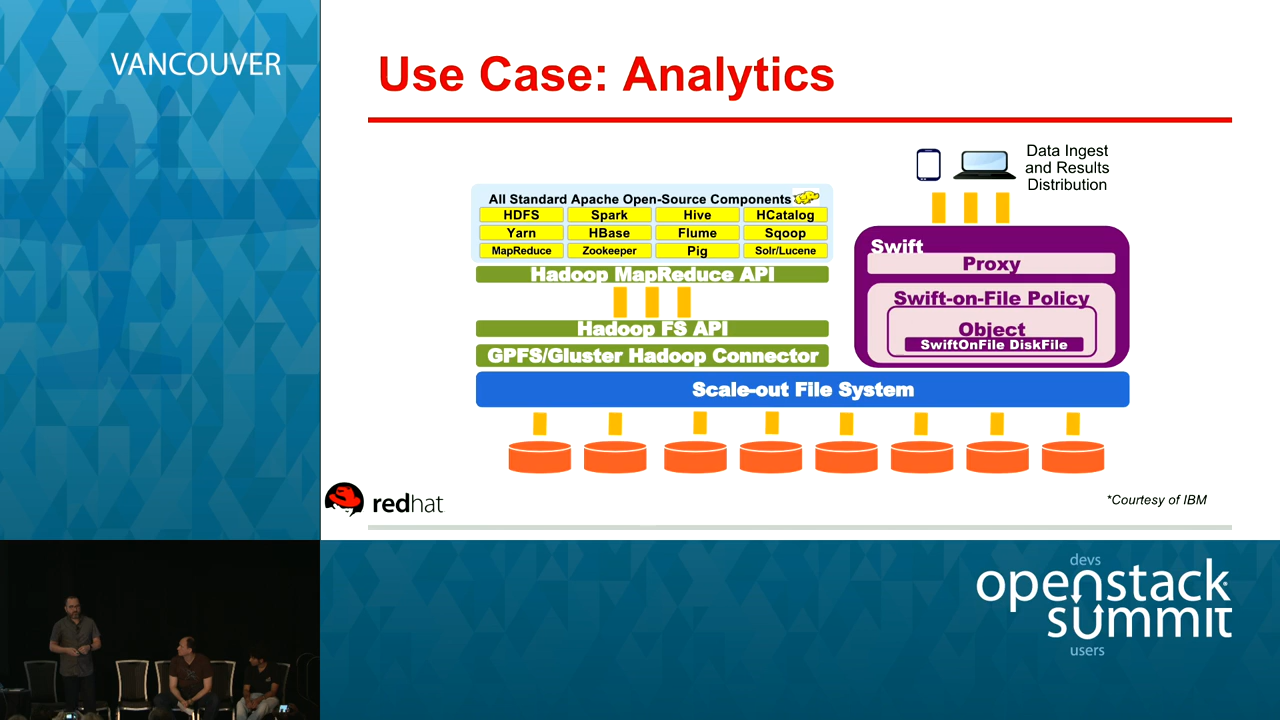 VANCOUVER
Use Case: Analytics
Data Ingest
and Results
Distribution
All Standard Apache Open-Source Components
HDFS Spark Hive HCatalog
Yarn HBase Flume Sqoop
MapReduce Zookeeper Pig Solr/Lucene
Hadoop MapReduce API
Hadoop FS API
GPFS/Gluster Hadoop Connector
Swift
Proxy
Swift-on-File Policy
Object
SwiftOnFile DiskFile
Scale-out File System
redhat
*Courtesy of IBM
devs
openstack
summit
users